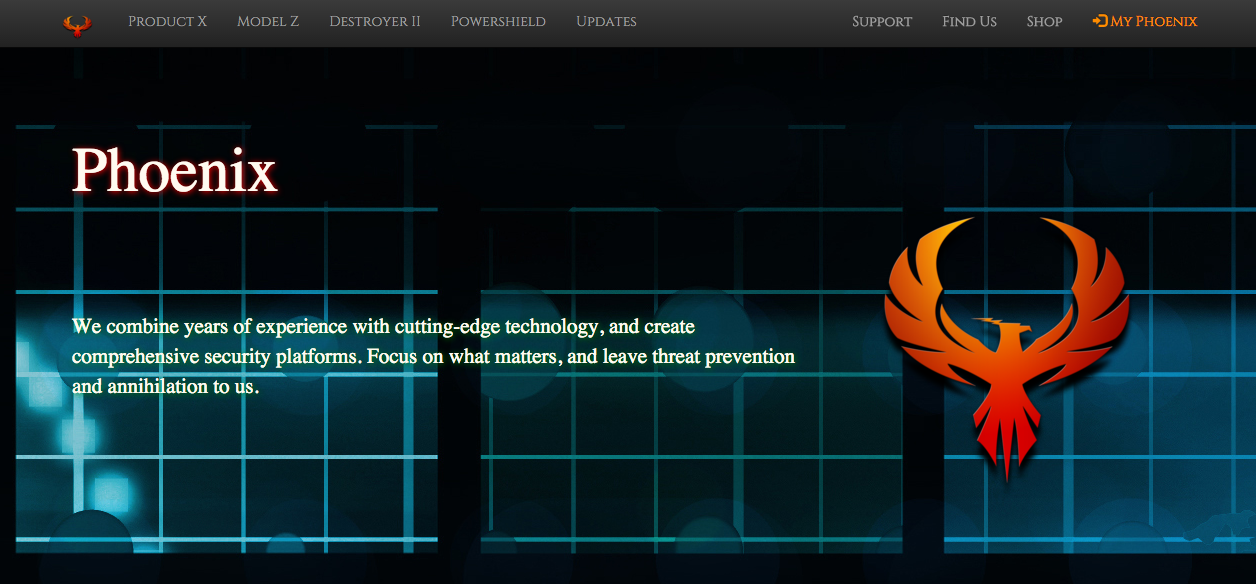 Product X Model Z Destroyer II Powershield Updates Support Find Us Shop My Phoenix
Phoenix
We combine years of experience with cutting-edge technology, and create
comprehensive security platforms. Focus on what matters, and leave threat prevention
and annihilation to us.